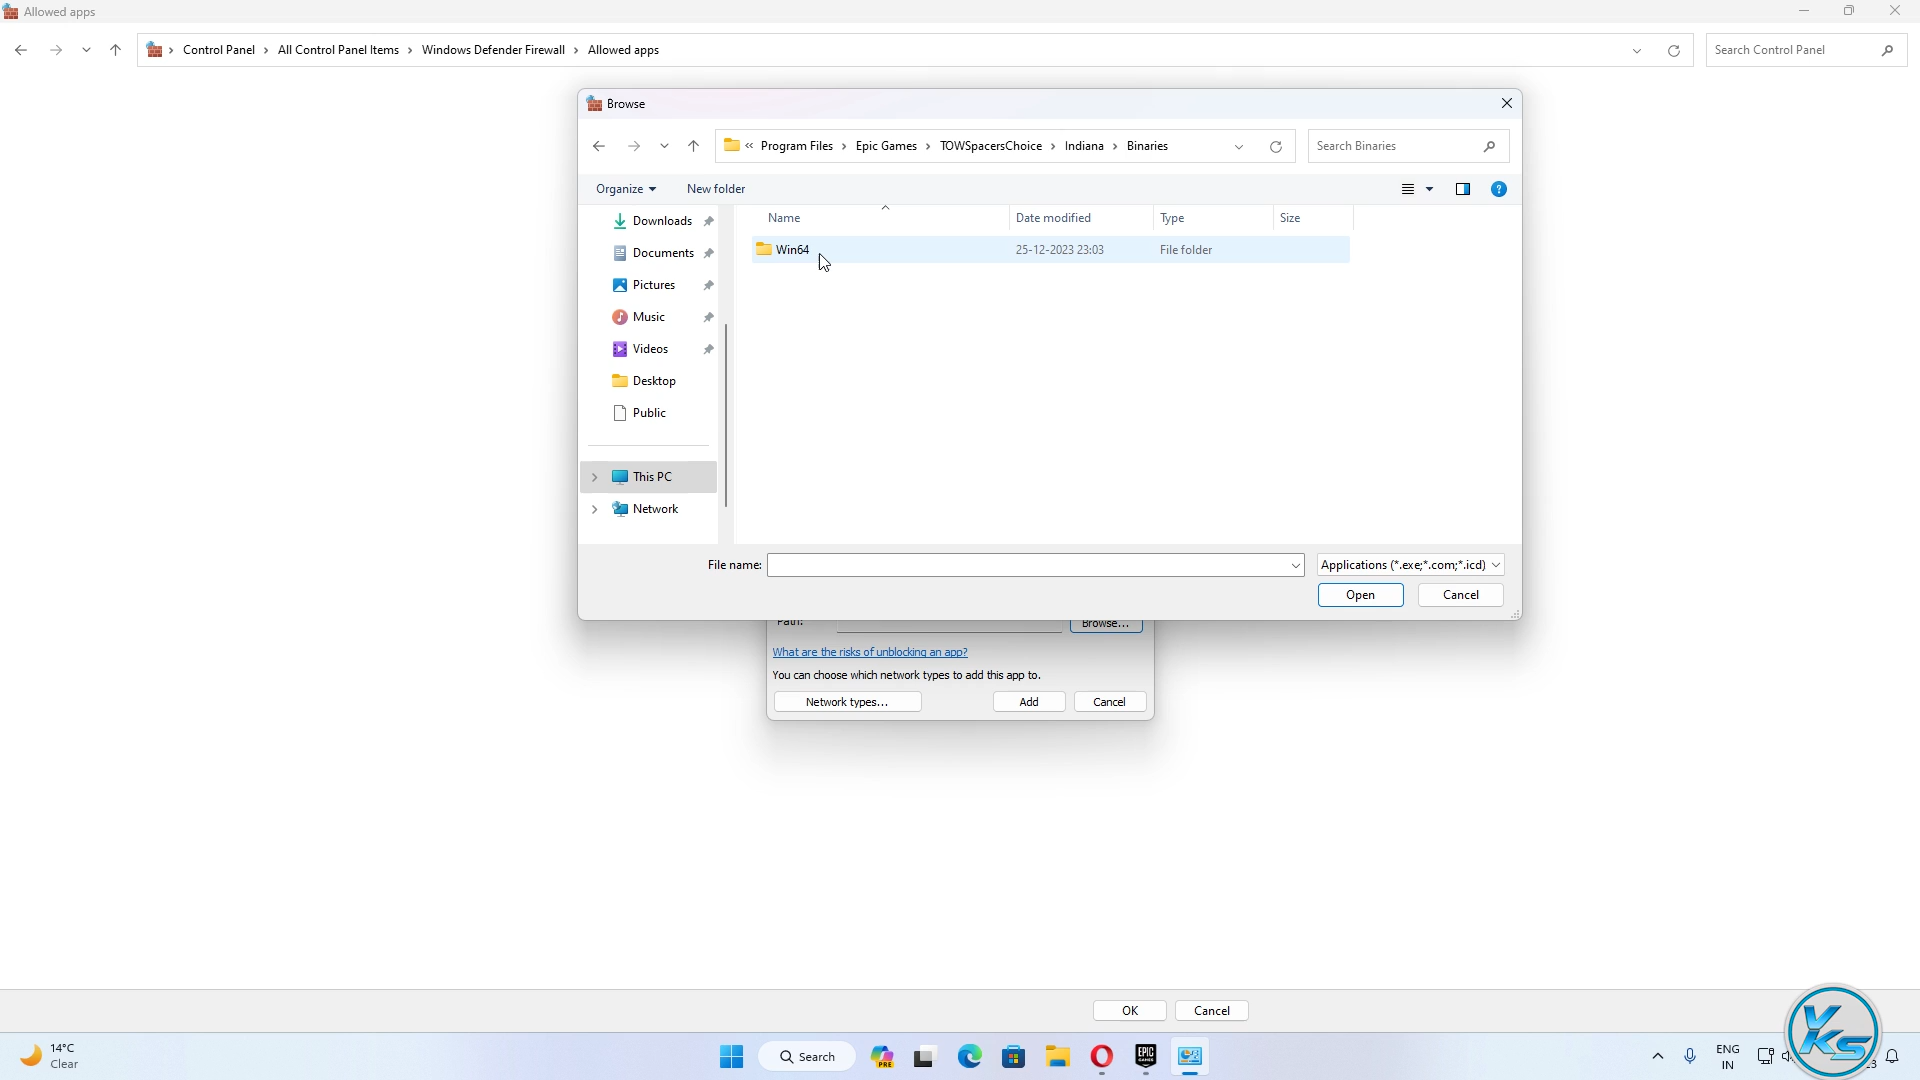 Allowed apps
Control Panel > All Control Panel Items > Windows Defender Firewall > Allowed apps
Search Control Panel
Browse
« Program Files > Epic Games > TOWSpacersChoice > Indiana > Binaries
Search Binaries
Organize
New folder
Name
Date modified
Type
Size
Win64
25-12-2023 23:03
File folder
Downloads
Documents
Pictures
Music
Videos
Desktop
Public
This PC
Network
File name:
Applications (*.exe;*.com;*.icd)
Open
Cancel
Path:
Browse...
What are the risks of unblocking an app?
You can choose which network types to add this app to.
Network types...
Add
Cancel
OK
Cancel
14°C
Clear
Search
PRE
EPIC
GAMES
ENG
IN
YKS